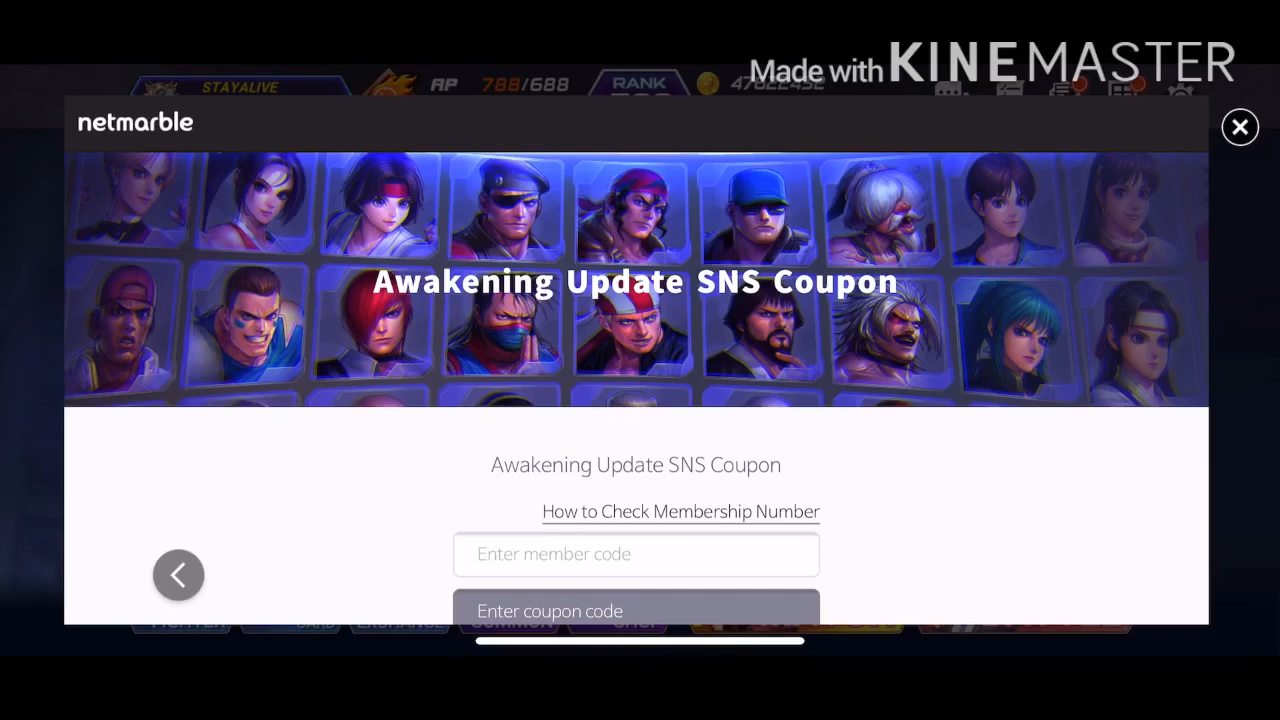 Made with KINEMASTER
STAYALIVE
AP 788/688
RANK
netmarble
Awakening Update SNS Coupon
Awakening Update SNS Coupon
How to Check Membership Number
Enter member code
Enter coupon code